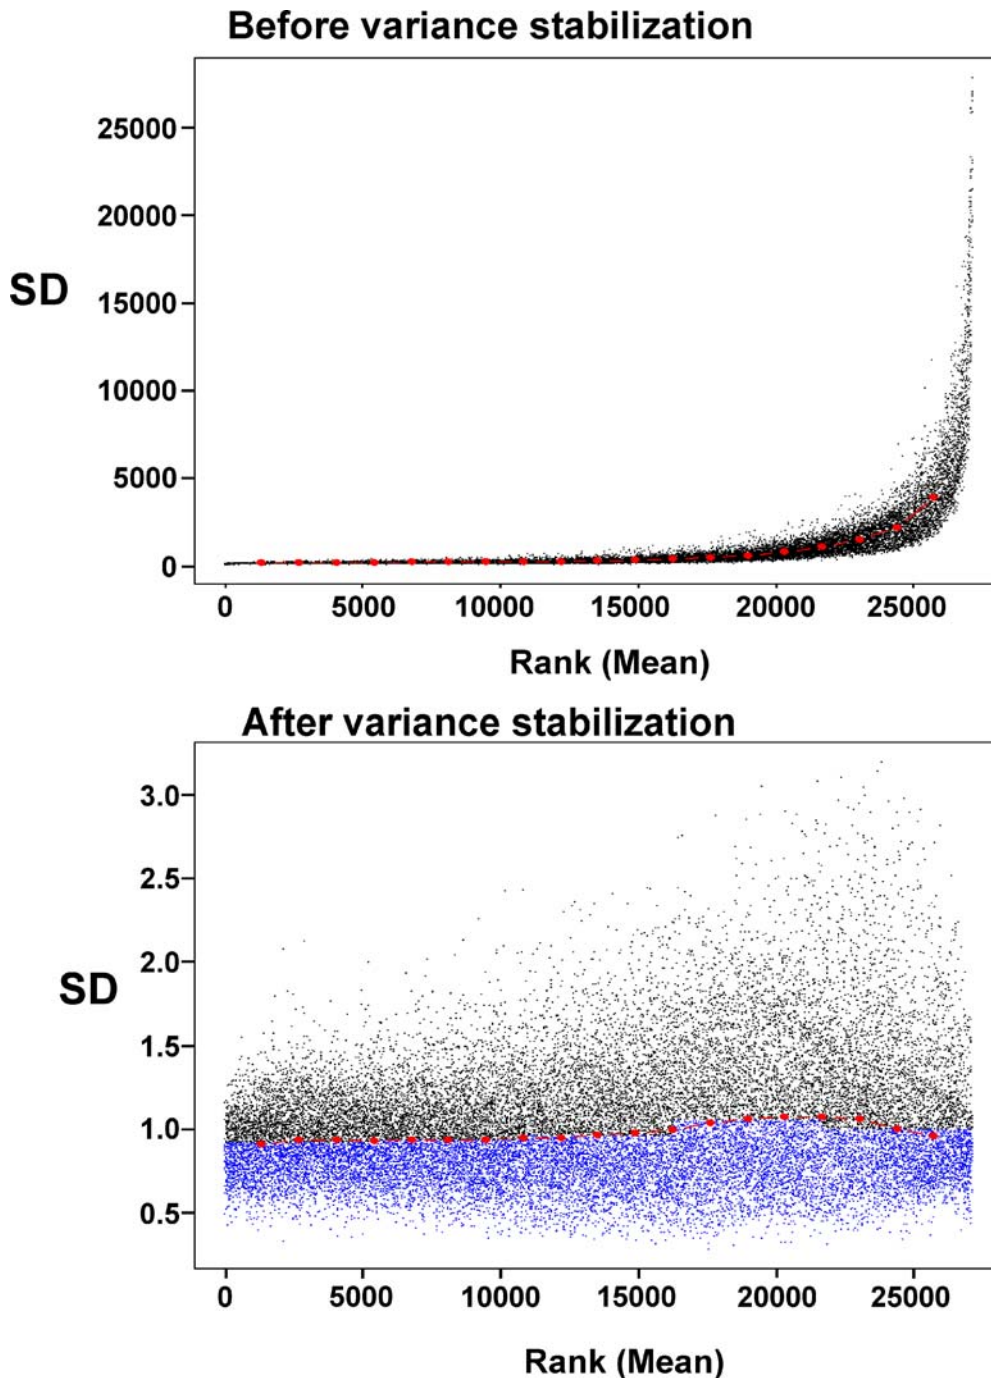 Before variance stabilization
25000
20000
SD
15000
10000
5000
0
0 5000 10000 15000 20000 25000
Rank (Mean)
After variance stabilization
3.0
2.5
2.0
SD
1.5
1.0
0.5
0 5000 10000 15000 20000 25000
Rank (Mean)